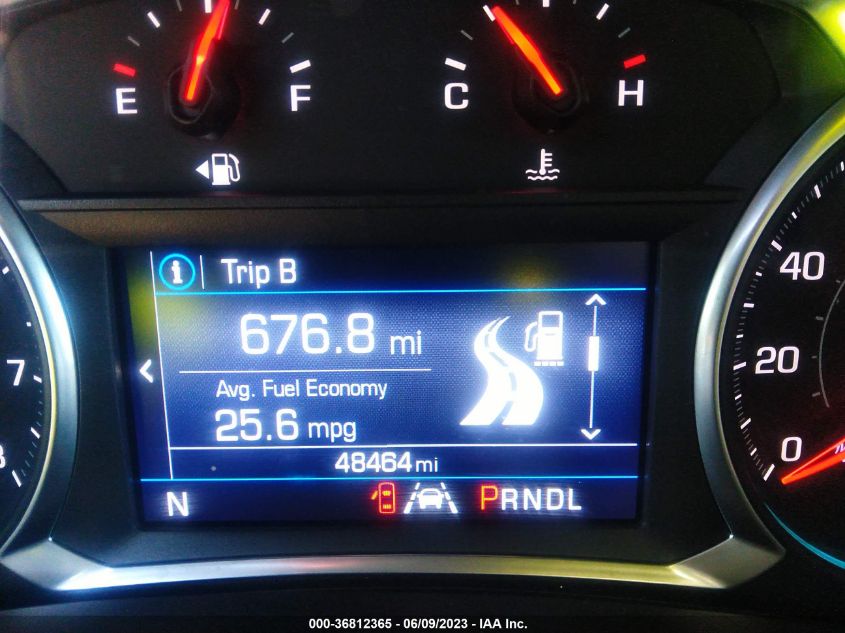 E F C H
Trip B
676.8 mi
Avg. Fuel Economy
25.6 mpg
48464 mi
N PRNDL
7
8
40
20
0
000-36812365 - 06/09/2023 - IAA Inc.